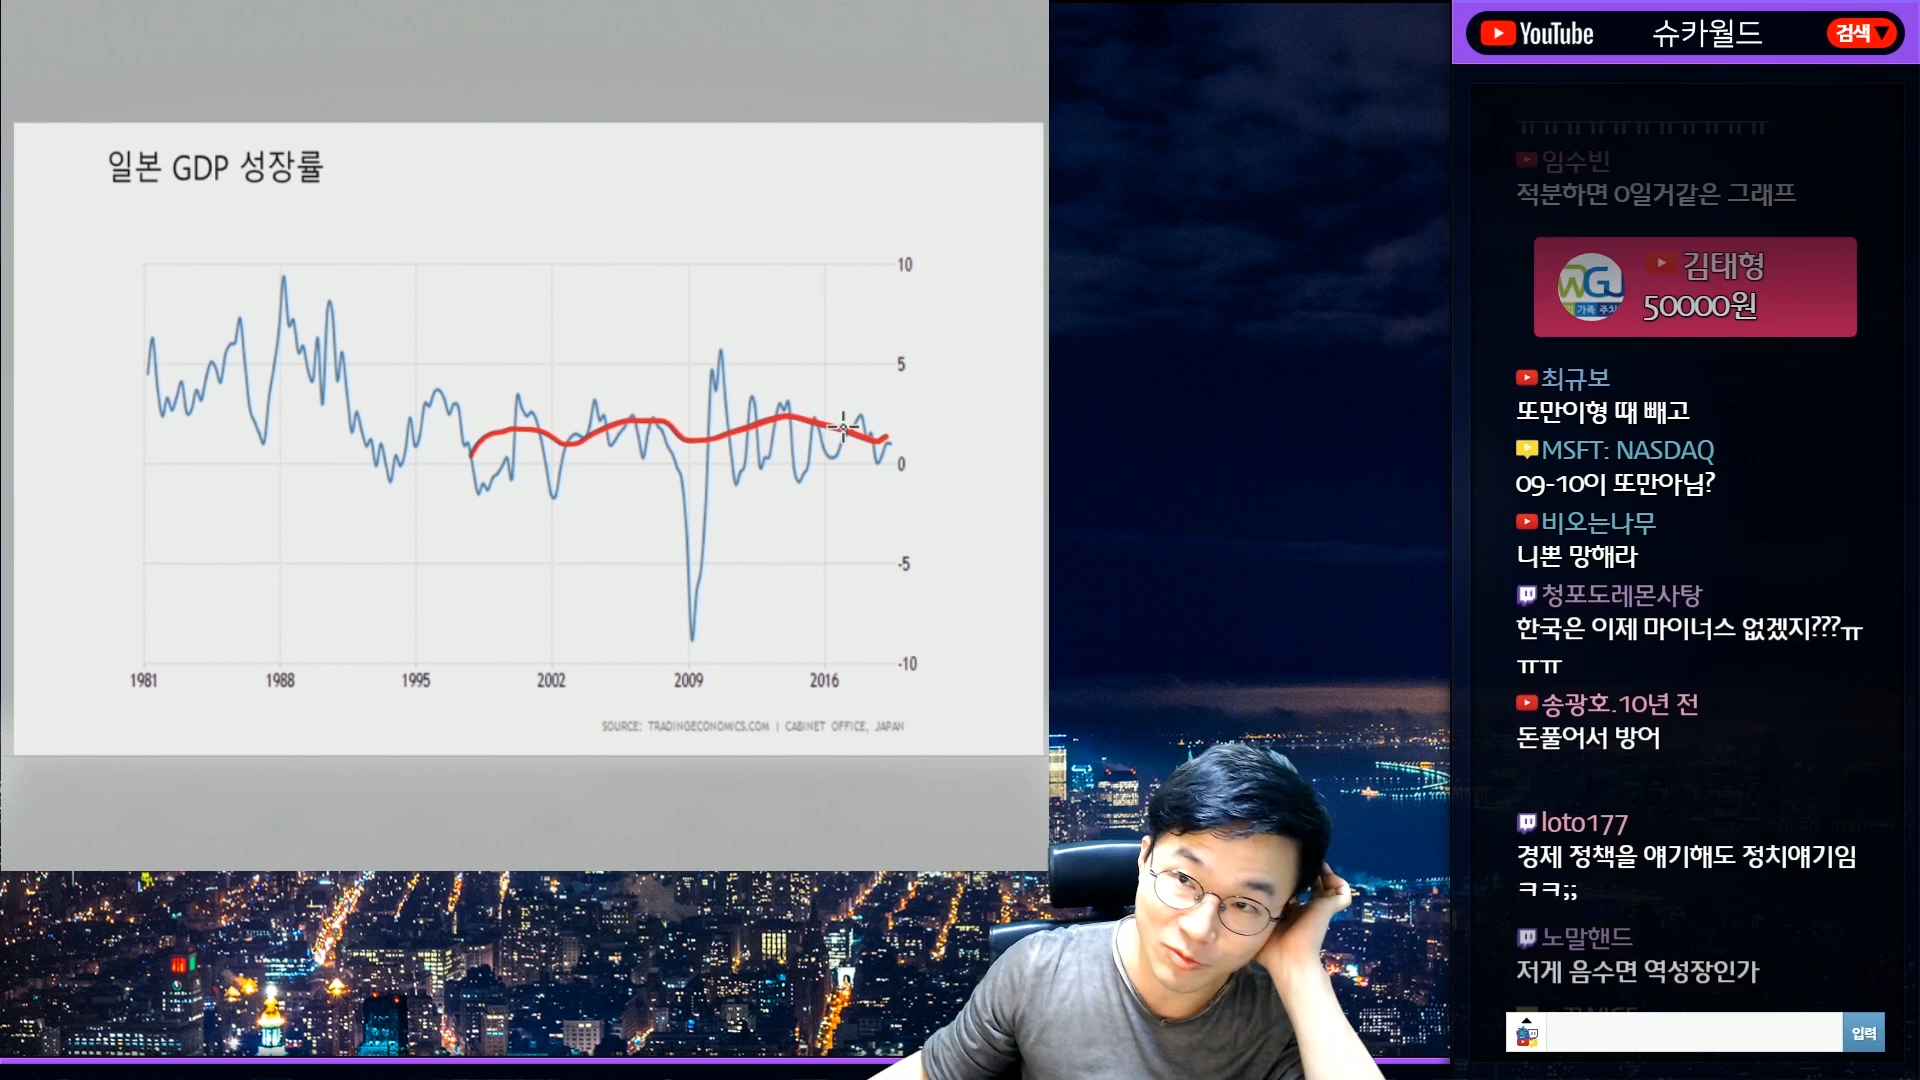 일본 GDP 성장률
10
5
0
-5
-10
1981 1988 1995 2002 2009 2016
SOURCE: TRADINGECONOMICS.COM | CABINET OFFICE, JAPAN
YouTube 슈카월드 검색▼
ㅠㅠㅠㅠㅠㅠㅠㅠㅠㅠㅠ
임수빈
적분하면 0일거같은 그래프
김태형
50000원
최규보
또만이형 때 빼고
MSFT: NASDAQ
09-10이 또만아님?
비오는나무
니뽄 망해라
청포도레몬사탕
한국은 이제 마이너스 없겠지???ㅠ
ㅠㅠ
송광호.10년 전
돈풀어서 방어
loto177
경제 정책을 얘기해도 정치얘기임
ㅋㅋ;;
노말핸드
저게 음수면 역성장인가
입력